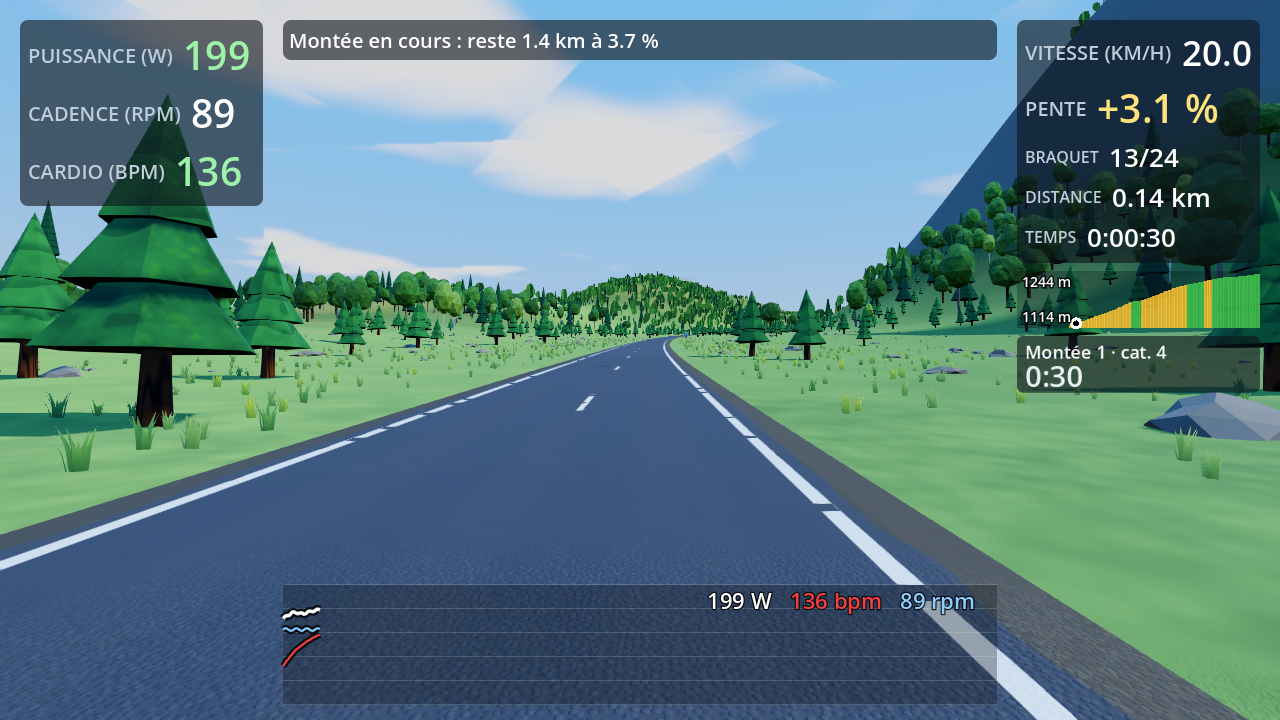 PUISSANCE (W) 199
CADENCE (RPM) 89
CARDIO (BPM) 136
Montée en cours : reste 1.4 km à 3.7 %
VITESSE (KM/H) 20.0
PENTE +3.1 %
BRAQUET 13/24
DISTANCE 0.14 km
TEMPS 0:00:30
1244 m
1114 m
Montée 1 · cat. 4
0:30
199 W 136 bpm 89 rpm